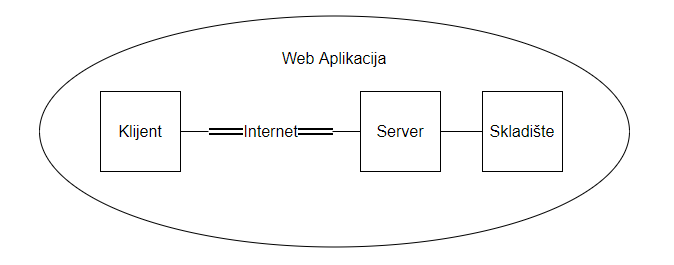 Web Aplikacija
Klijent
Internet
Server
Skladište